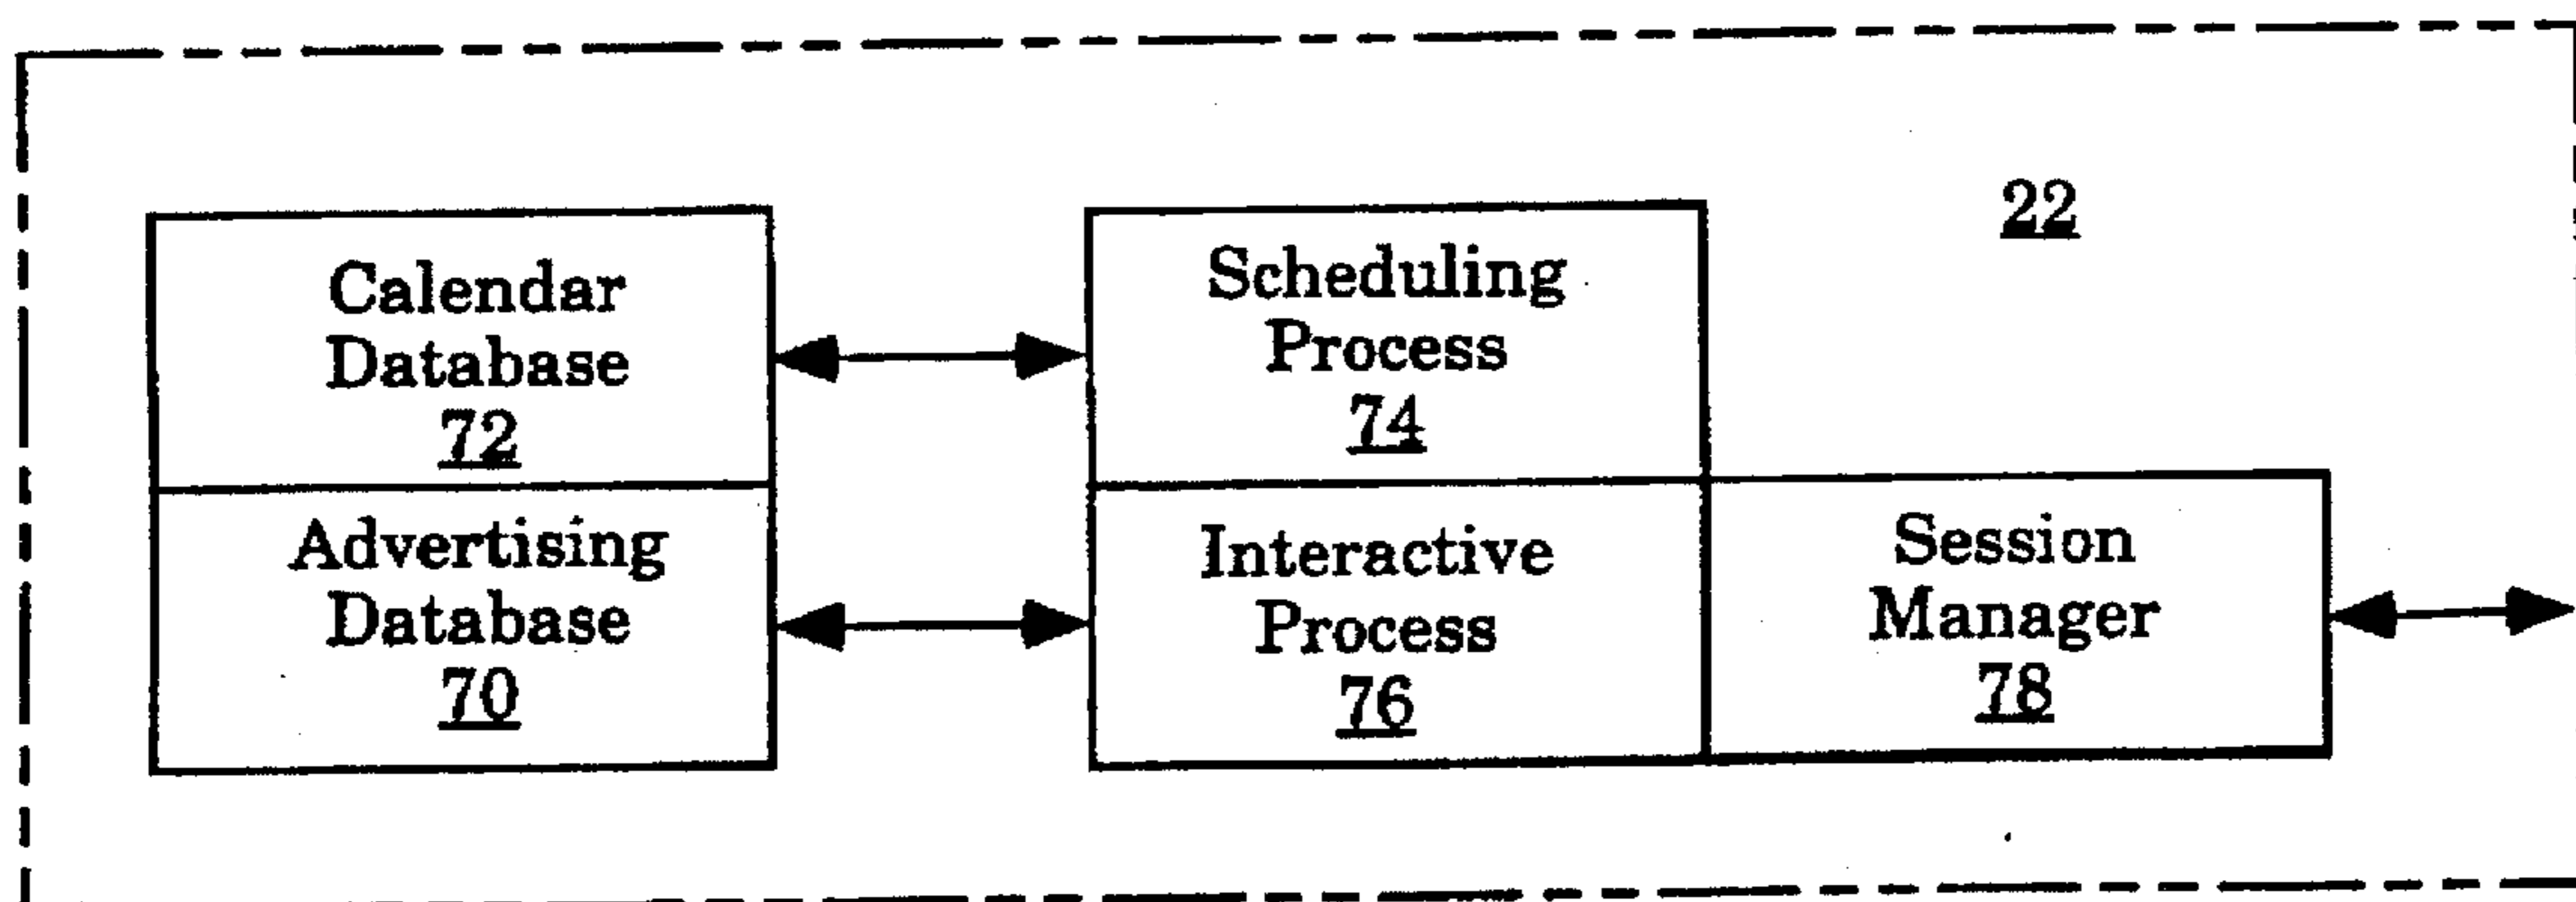 22
Calendar
Database
72
Scheduling
Process
74
Advertising
Database
70
Interactive
Process
76
Session
Manager
78